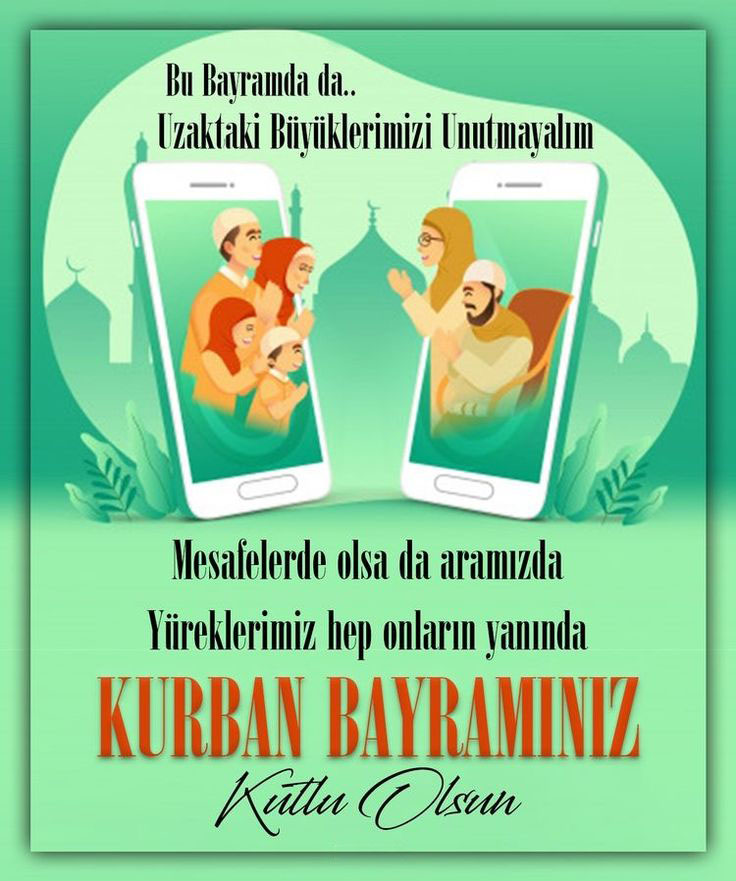 Bu Bayramda da..
Uzaktaki Büyüklerimizi Unutmayalım
Mesafelerde olsa da aramızda
Yüreklerimiz hep onların yanında
KURBAN BAYRAMINIZ
Kutlu Olsun